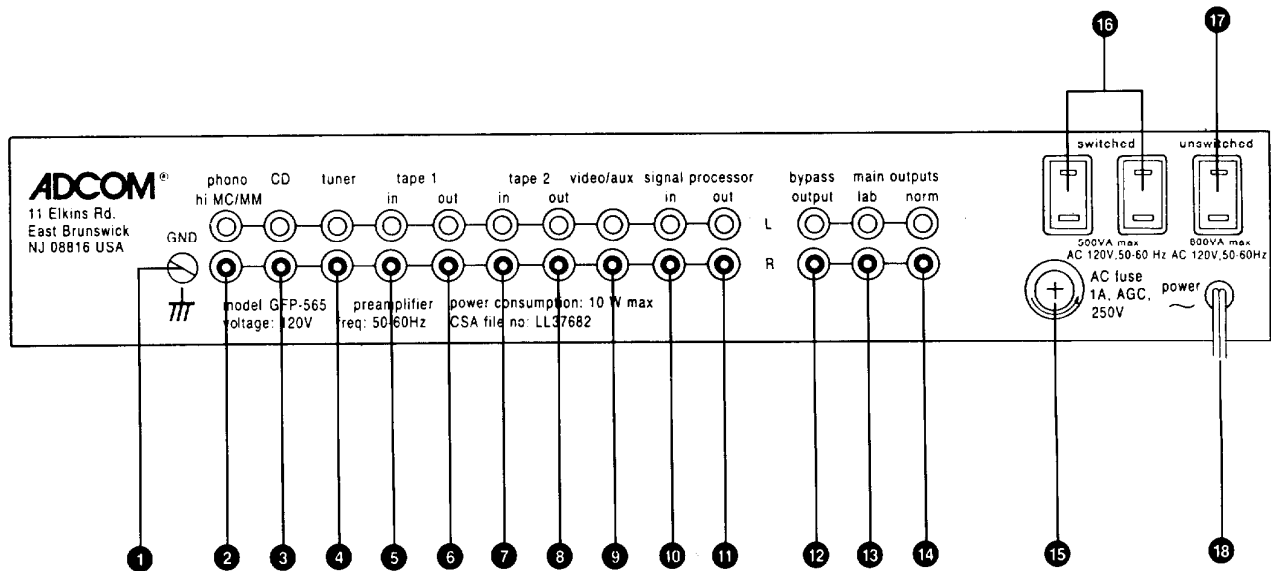 16 17
ADCOM®
11 Elkins Rd.
East Brunswick
NJ 08816 USA
GND
phono CD tuner tape 1 tape 2 video/aux signal processor bypass main outputs
hi MC/MM in out in out in out output lab norm
L
R
model GFP-565 preamplifier power consumption: 10 W max
voltage: 120V freq: 50-60Hz CSA file no: LL37682
switched unswitched
500VA max 800VA max
AC 120V,50-60 Hz AC 120V,50-60Hz
AC fuse
1A, AGC,
250V
power
1 2 3 4 5 6 7 8 9 10 11 12 13 14 15 18